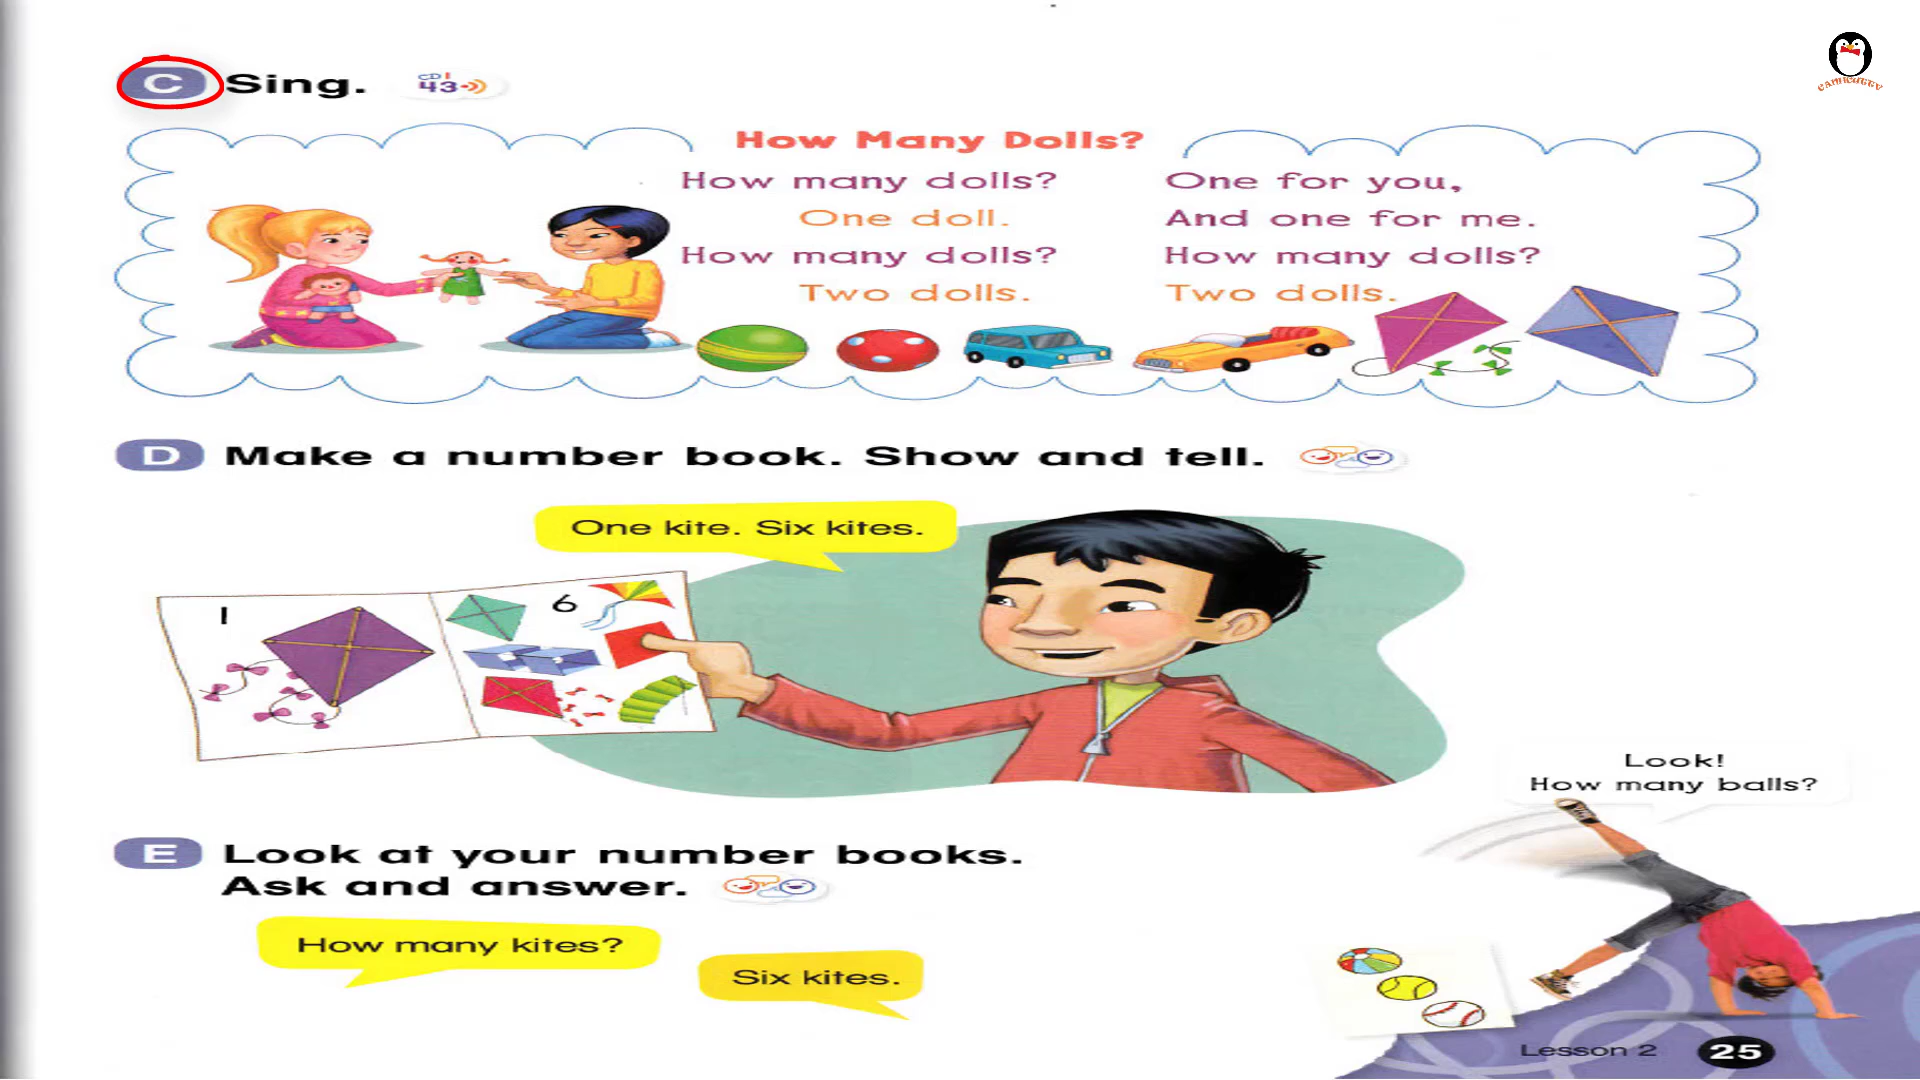 C Sing. CD1 43
How Many Dolls?
How many dolls?
One doll.
How many dolls?
Two dolls.
One for you,
And one for me.
How many dolls?
Two dolls.
D Make a number book. Show and tell.
One kite. Six kites.
1
6
Look!
How many balls?
E Look at your number books.
Ask and answer.
How many kites?
Six kites.
Lesson 2 25